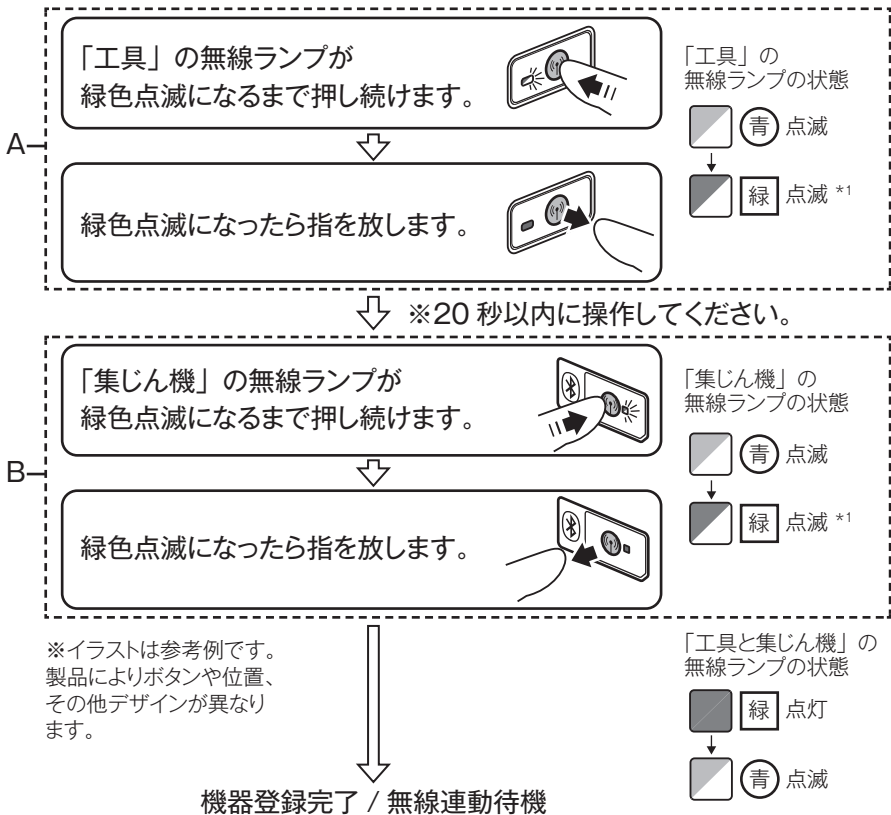 A
「工具」の無線ランプが
緑色点滅になるまで押し続けます。
「工具」の
無線ランプの状態
青 点滅
緑 点滅 *1
緑色点滅になったら指を放します。
※20 秒以内に操作してください。
B
「集じん機」の無線ランプが
緑色点滅になるまで押し続けます。
「集じん機」の
無線ランプの状態
青 点滅
緑 点滅 *1
緑色点滅になったら指を放します。
※イラストは参考例です。
製品によりボタンや位置、
その他デザインが異なり
ます。
「工具と集じん機」の
無線ランプの状態
緑 点灯
青 点滅
機器登録完了 / 無線連動待機